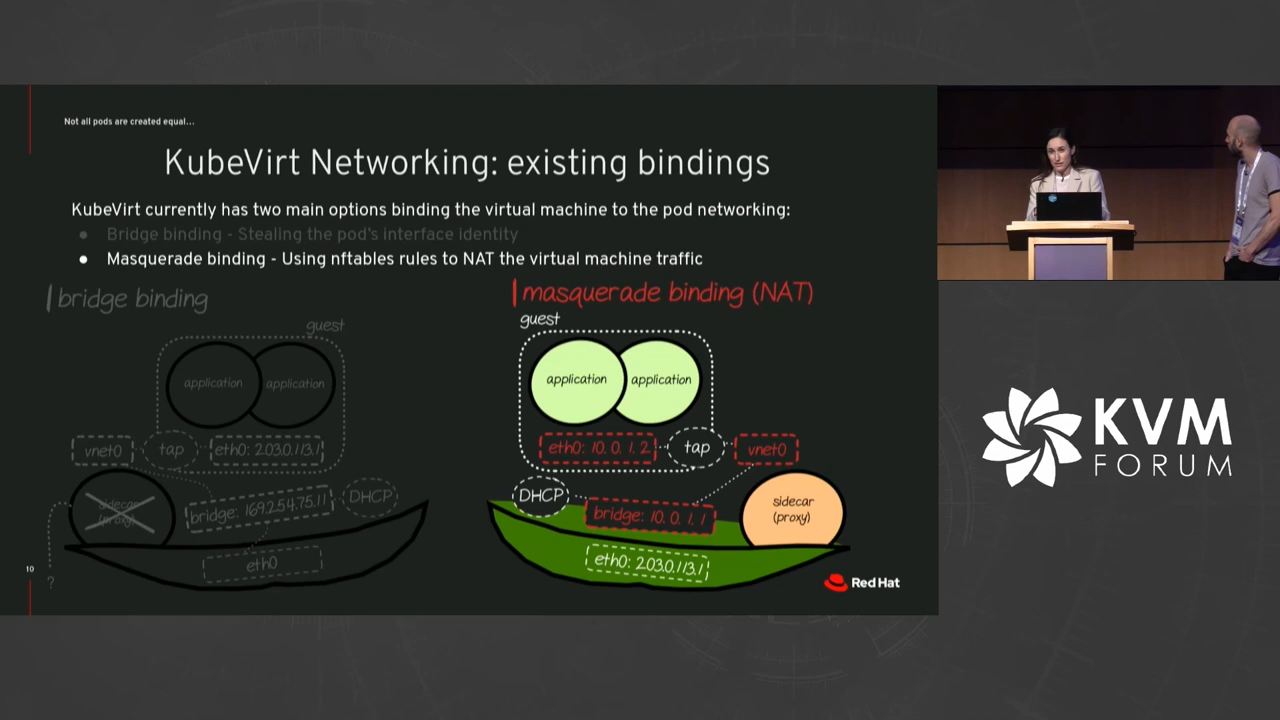 Not all pods are created equal...
KubeVirt Networking: existing bindings
KubeVirt currently has two main options binding the virtual machine to the pod networking:
● Bridge binding - Stealing the pod's interface identity
● Masquerade binding - Using nftables rules to NAT the virtual machine traffic
bridge binding
guest
application
application
vnet0
tap
eth0: 203.0.113.1
sidecar
(proxy)
bridge: 169.254.75.11
DHCP
eth0
?
masquerade binding (NAT)
guest
application
application
eth0: 10.0.1.2
tap
vnet0
DHCP
bridge: 10.0.1.1
sidecar
(proxy)
eth0: 203.0.113.1
10
Red Hat
KVM
FORUM